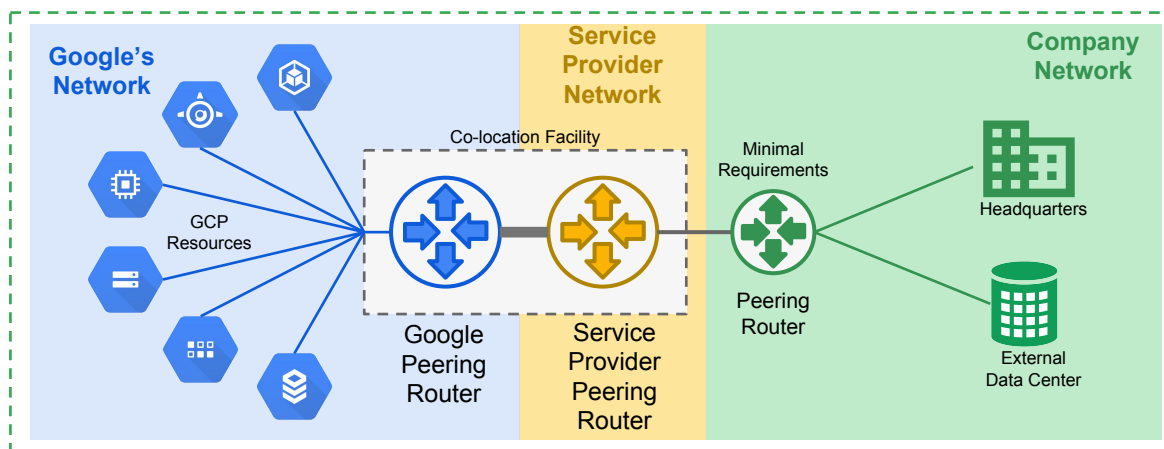 Google's
Network
Service
Provider
Network
Company
Network
Co-location Facility
Minimal
Requirements
GCP
Resources
Headquarters
Google
Peering
Router
Service
Provider
Peering
Router
Peering
Router
External
Data Center